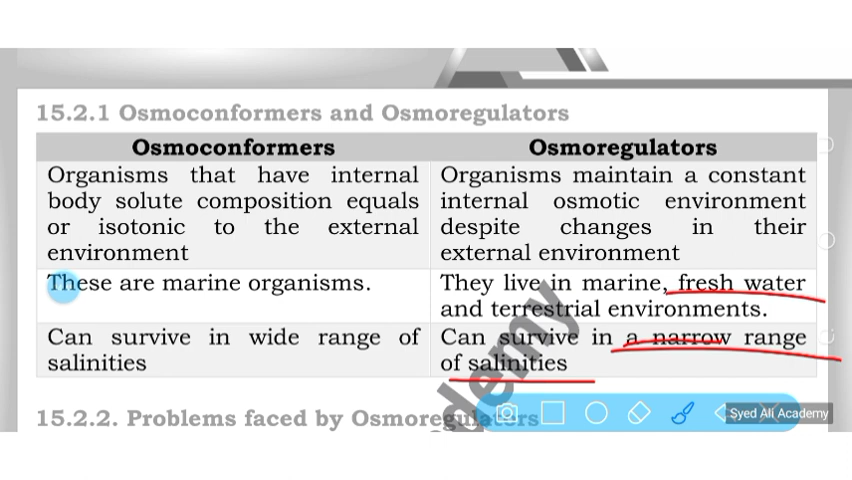 15.2.1 Osmoconformers and Osmoregulators
Osmoconformers
Organisms that have internal
body solute composition equals
or isotonic to the external
environment
These are marine organisms.
Can survive in wide range of
salinities
Osmoregulators
Organisms maintain a constant
internal osmotic environment
despite changes in their
external environment
They live in marine, fresh water
and terrestrial environments.
Can survive in a narrow range
of salinities
15.2.2. Problems faced by Osmoregulators
demy
Syed Ali Academy